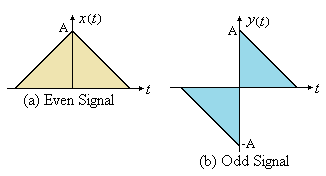 A
x(t)
t
(a) Even Signal
y(t)
A
t
-A
(b) Odd Signal